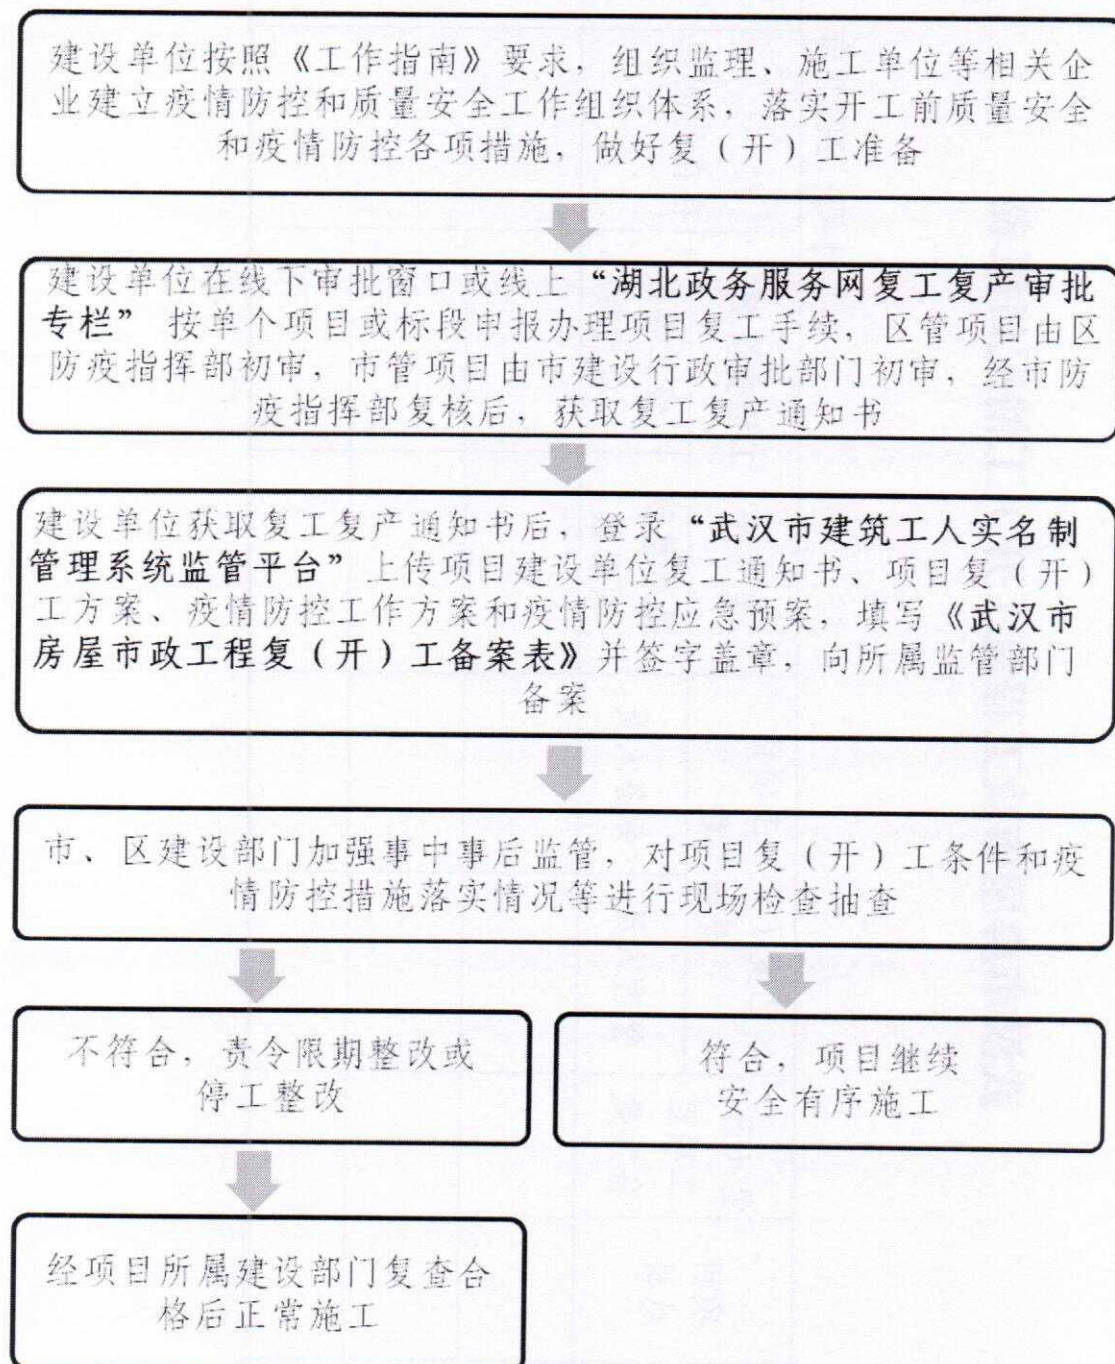 建设单位按照《工作指南》要求，组织监理、施工单位等相关企
业建立疫情防控和质量安全工作组织体系，落实开工前质量安全
和疫情防控各项措施，做好复（开）工准备
建设单位在线下审批窗口或线上“湖北政务服务网复工复产审批
专栏”按单个项目或标段申报办理项目复工手续，区管项目由区
防疫指挥部初审，市管项目由市建设行政审批部门初审，经市防
疫指挥部复核后，获取复工复产通知书
建设单位获取复工复产通知书后，登录“武汉市建筑工人实名制
管理系统监管平台”上传项目建设单位复工通知书、项目复（开）
工方案、疫情防控工作方案和疫情防控应急预案，填写《武汉市
房屋市政工程复（开）工备案表》并签字盖章，向所属监管部门
备案
市、区建设部门加强事中事后监管，对项目复（开）工条件和疫
情防控措施落实情况等进行现场检查抽查
不符合，责令限期整改或
停工整改
符合，项目继续
安全有序施工
经项目所属建设部门复查合
格后正常施工